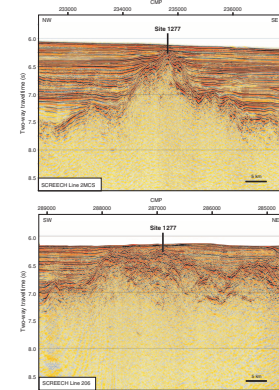 CMP
233000 234000 235000 236000
NW SE
Site 1277
6.0
6.5
7.0
7.5
8.0
8.5
Two-way traveltime (s)
SCREECH Line 2MCS
5 km
CMP
289000 288000 287000 286000 285000
SW NE
Site 1277
6.0
6.5
7.0
7.5
8.0
8.5
Two-way traveltime (s)
SCREECH Line 206
5 km